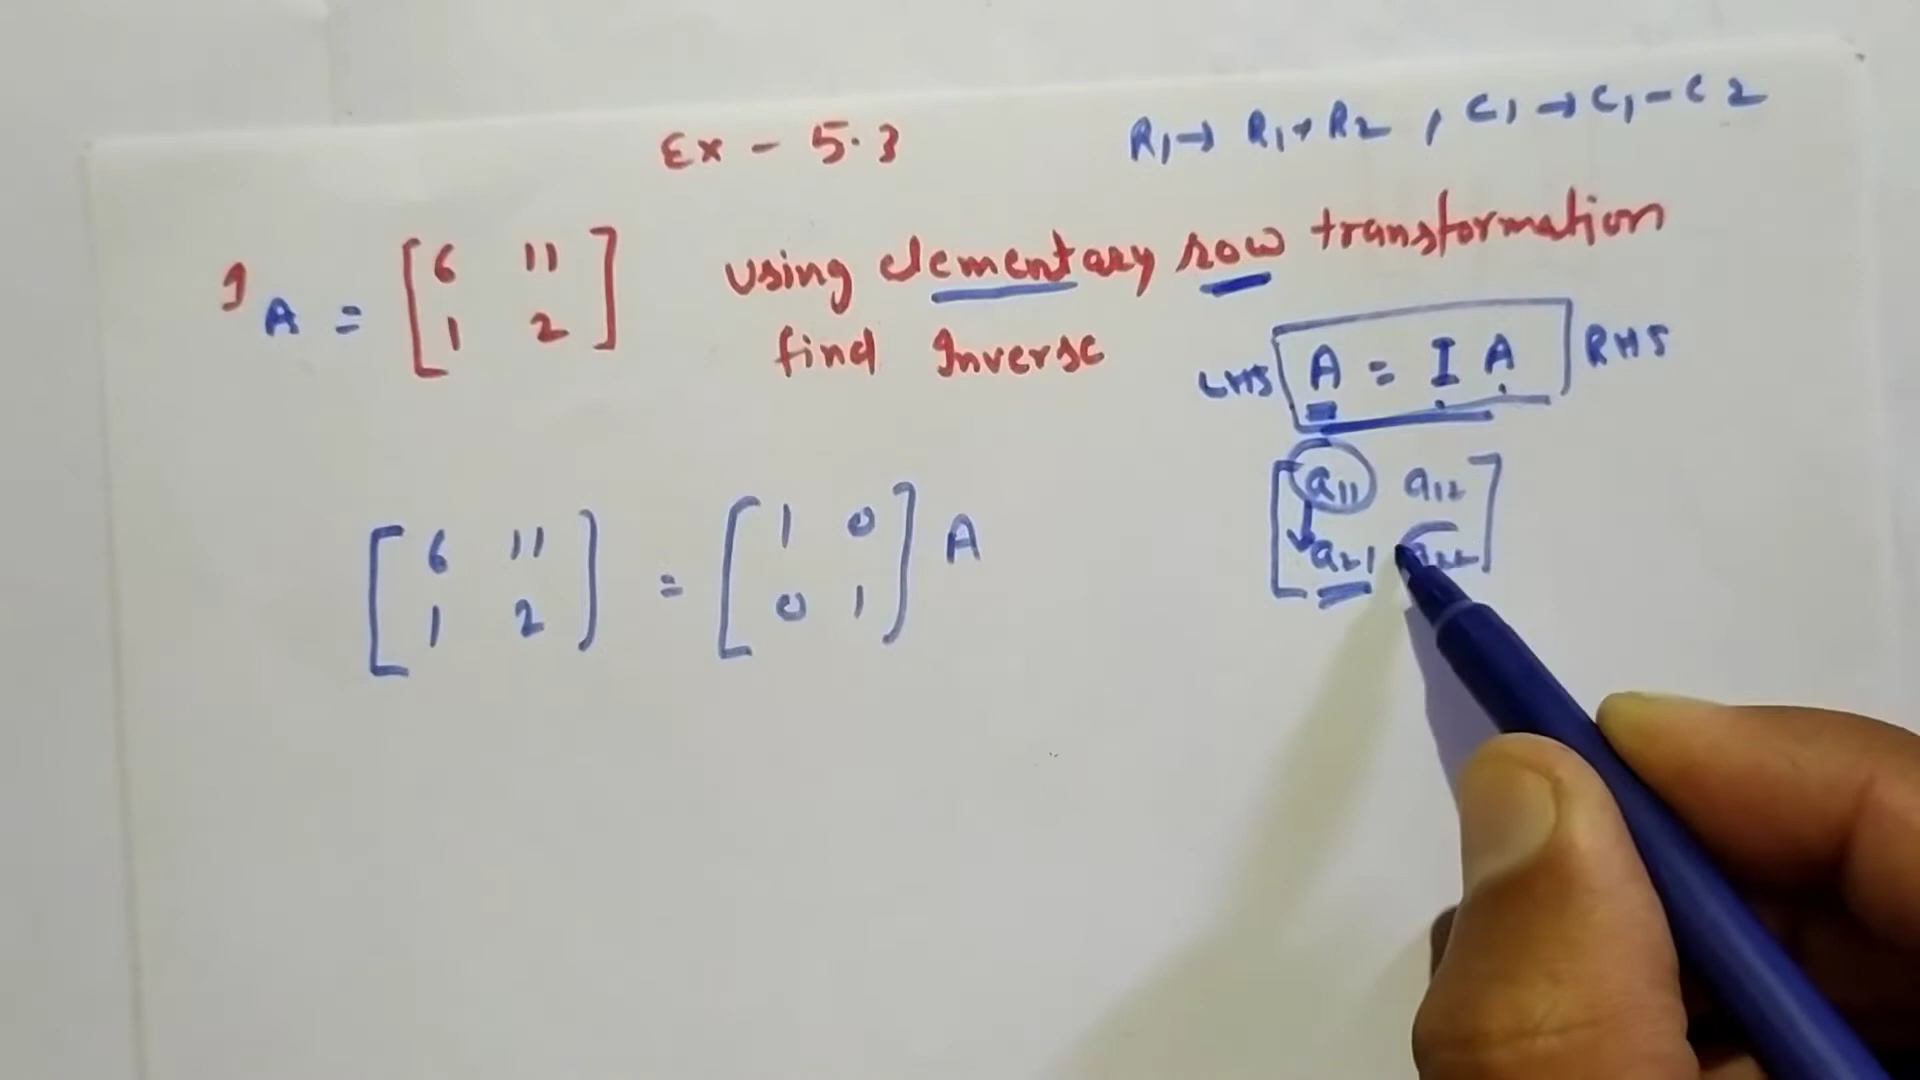 Ex - 5.3
R1→ R1+R2 , C1→C1-C2
1 A = [6 11
1 2]
using elementary row transformation
find Inverse
LHS A = I A RHS
[6 11
1 2] = [1 0
0 1] A
[a11 a12
a21 a22]